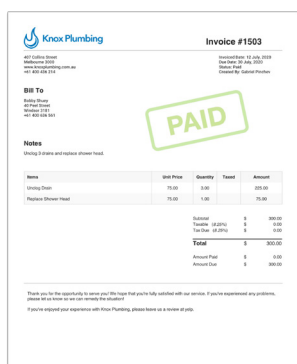 Knox Plumbing
Invoice #1503
407 Collins Street
Melbourne 3000
www.knoxplumbing.com.au
+61 400 636 214
Invoiced Date: 12 July, 2020
Due Date: 30 July, 2020
Status: Paid
Created By: Gabriel Pinchev
Bill To
Bobby Sharp
40 Peel Street
Windsor 3181
+61 400 636 501
PAID
Notes
Unclog 3 drains and replace shower head.
Items Unit Price Quantity Taxed Amount
Unclog Drain 75.00 3.00 225.00
Replace Shower Head 75.00 1.00 75.00
Subtotal $ 300.00
Taxable $ 0.00
Tax Due $ 0.00
Total $ 300.00
Amount Paid $ 0.00
Amount Due $ 300.00
Thank you for the opportunity to serve you! We hope that you're fully satisfied with our service. If you've experienced any problems,
please let us know so we can remedy the situation!
If you've enjoyed your experience with Knox Plumbing, please leave us a review at yelp.